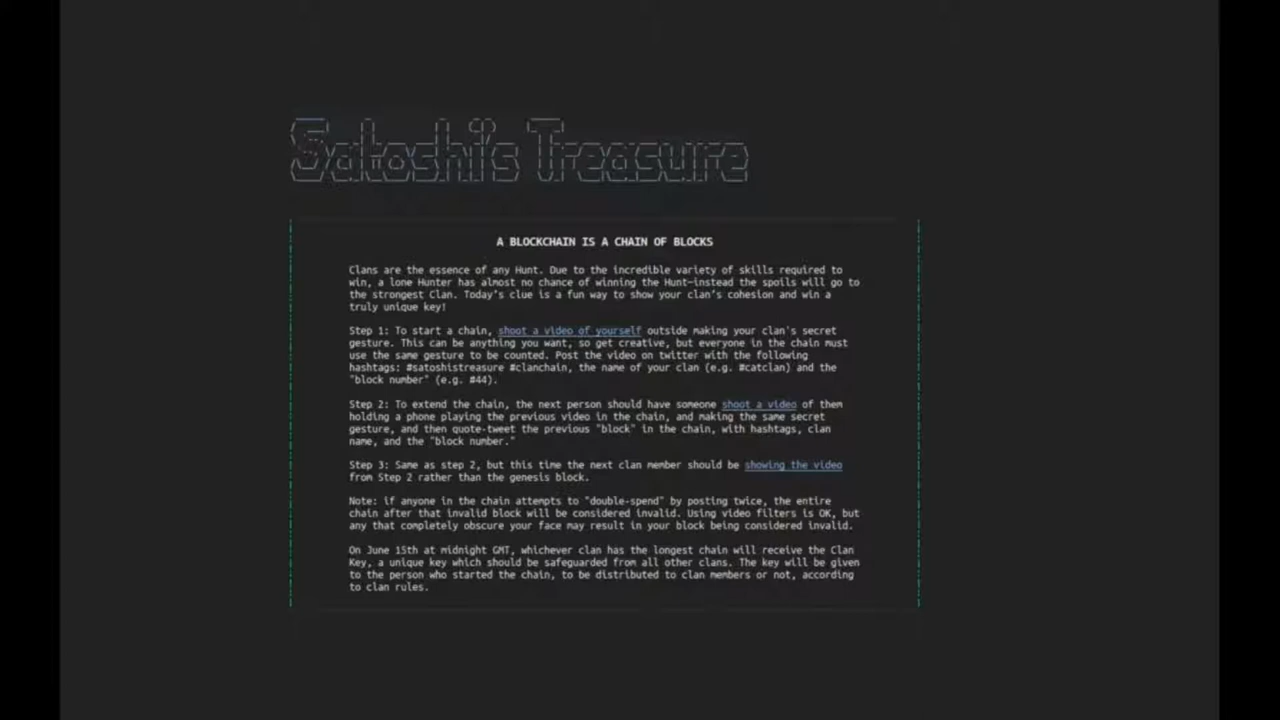 Satoshi's Treasure
A BLOCKCHAIN IS A CHAIN OF BLOCKS
Clans are the essence of any Hunt. Due to the incredible variety of skills required to
win, a lone Hunter has almost no chance of winning the Hunt—instead the spoils will go to
the strongest Clan. Today's clue is a fun way to show your clan's cohesion and win a
truly unique key!
Step 1: To start a chain, shoot a video of yourself outside making your clan's secret
gesture. This can be anything you want, so get creative, but everyone in the chain must
use the same gesture to be counted. Post the video on twitter with the following
hashtags: #satoshistreasure #clanchain, the name of your clan (e.g. #catclan) and the
"block number" (e.g. #44).
Step 2: To extend the chain, the next person should have someone shoot a video of them
holding a phone playing the previous video in the chain, and making the same secret
gesture, and then quote-tweet the previous "block" in the chain, with hashtags, clan
name, and the "block number."
Step 3: Same as step 2, but this time the next clan member should be showing the video
from Step 2 rather than the genesis block.
Note: if anyone in the chain attempts to "double-spend" by posting twice, the entire
chain after that invalid block will be considered invalid. Using video filters is OK, but
any that completely obscure your face may result in your block being considered invalid.
On June 15th at midnight GMT, whichever clan has the longest chain will receive the Clan
Key, a unique key which should be safeguarded from all other clans. The key will be given
to the person who started the chain, to be distributed to clan members or not, according
to clan rules.